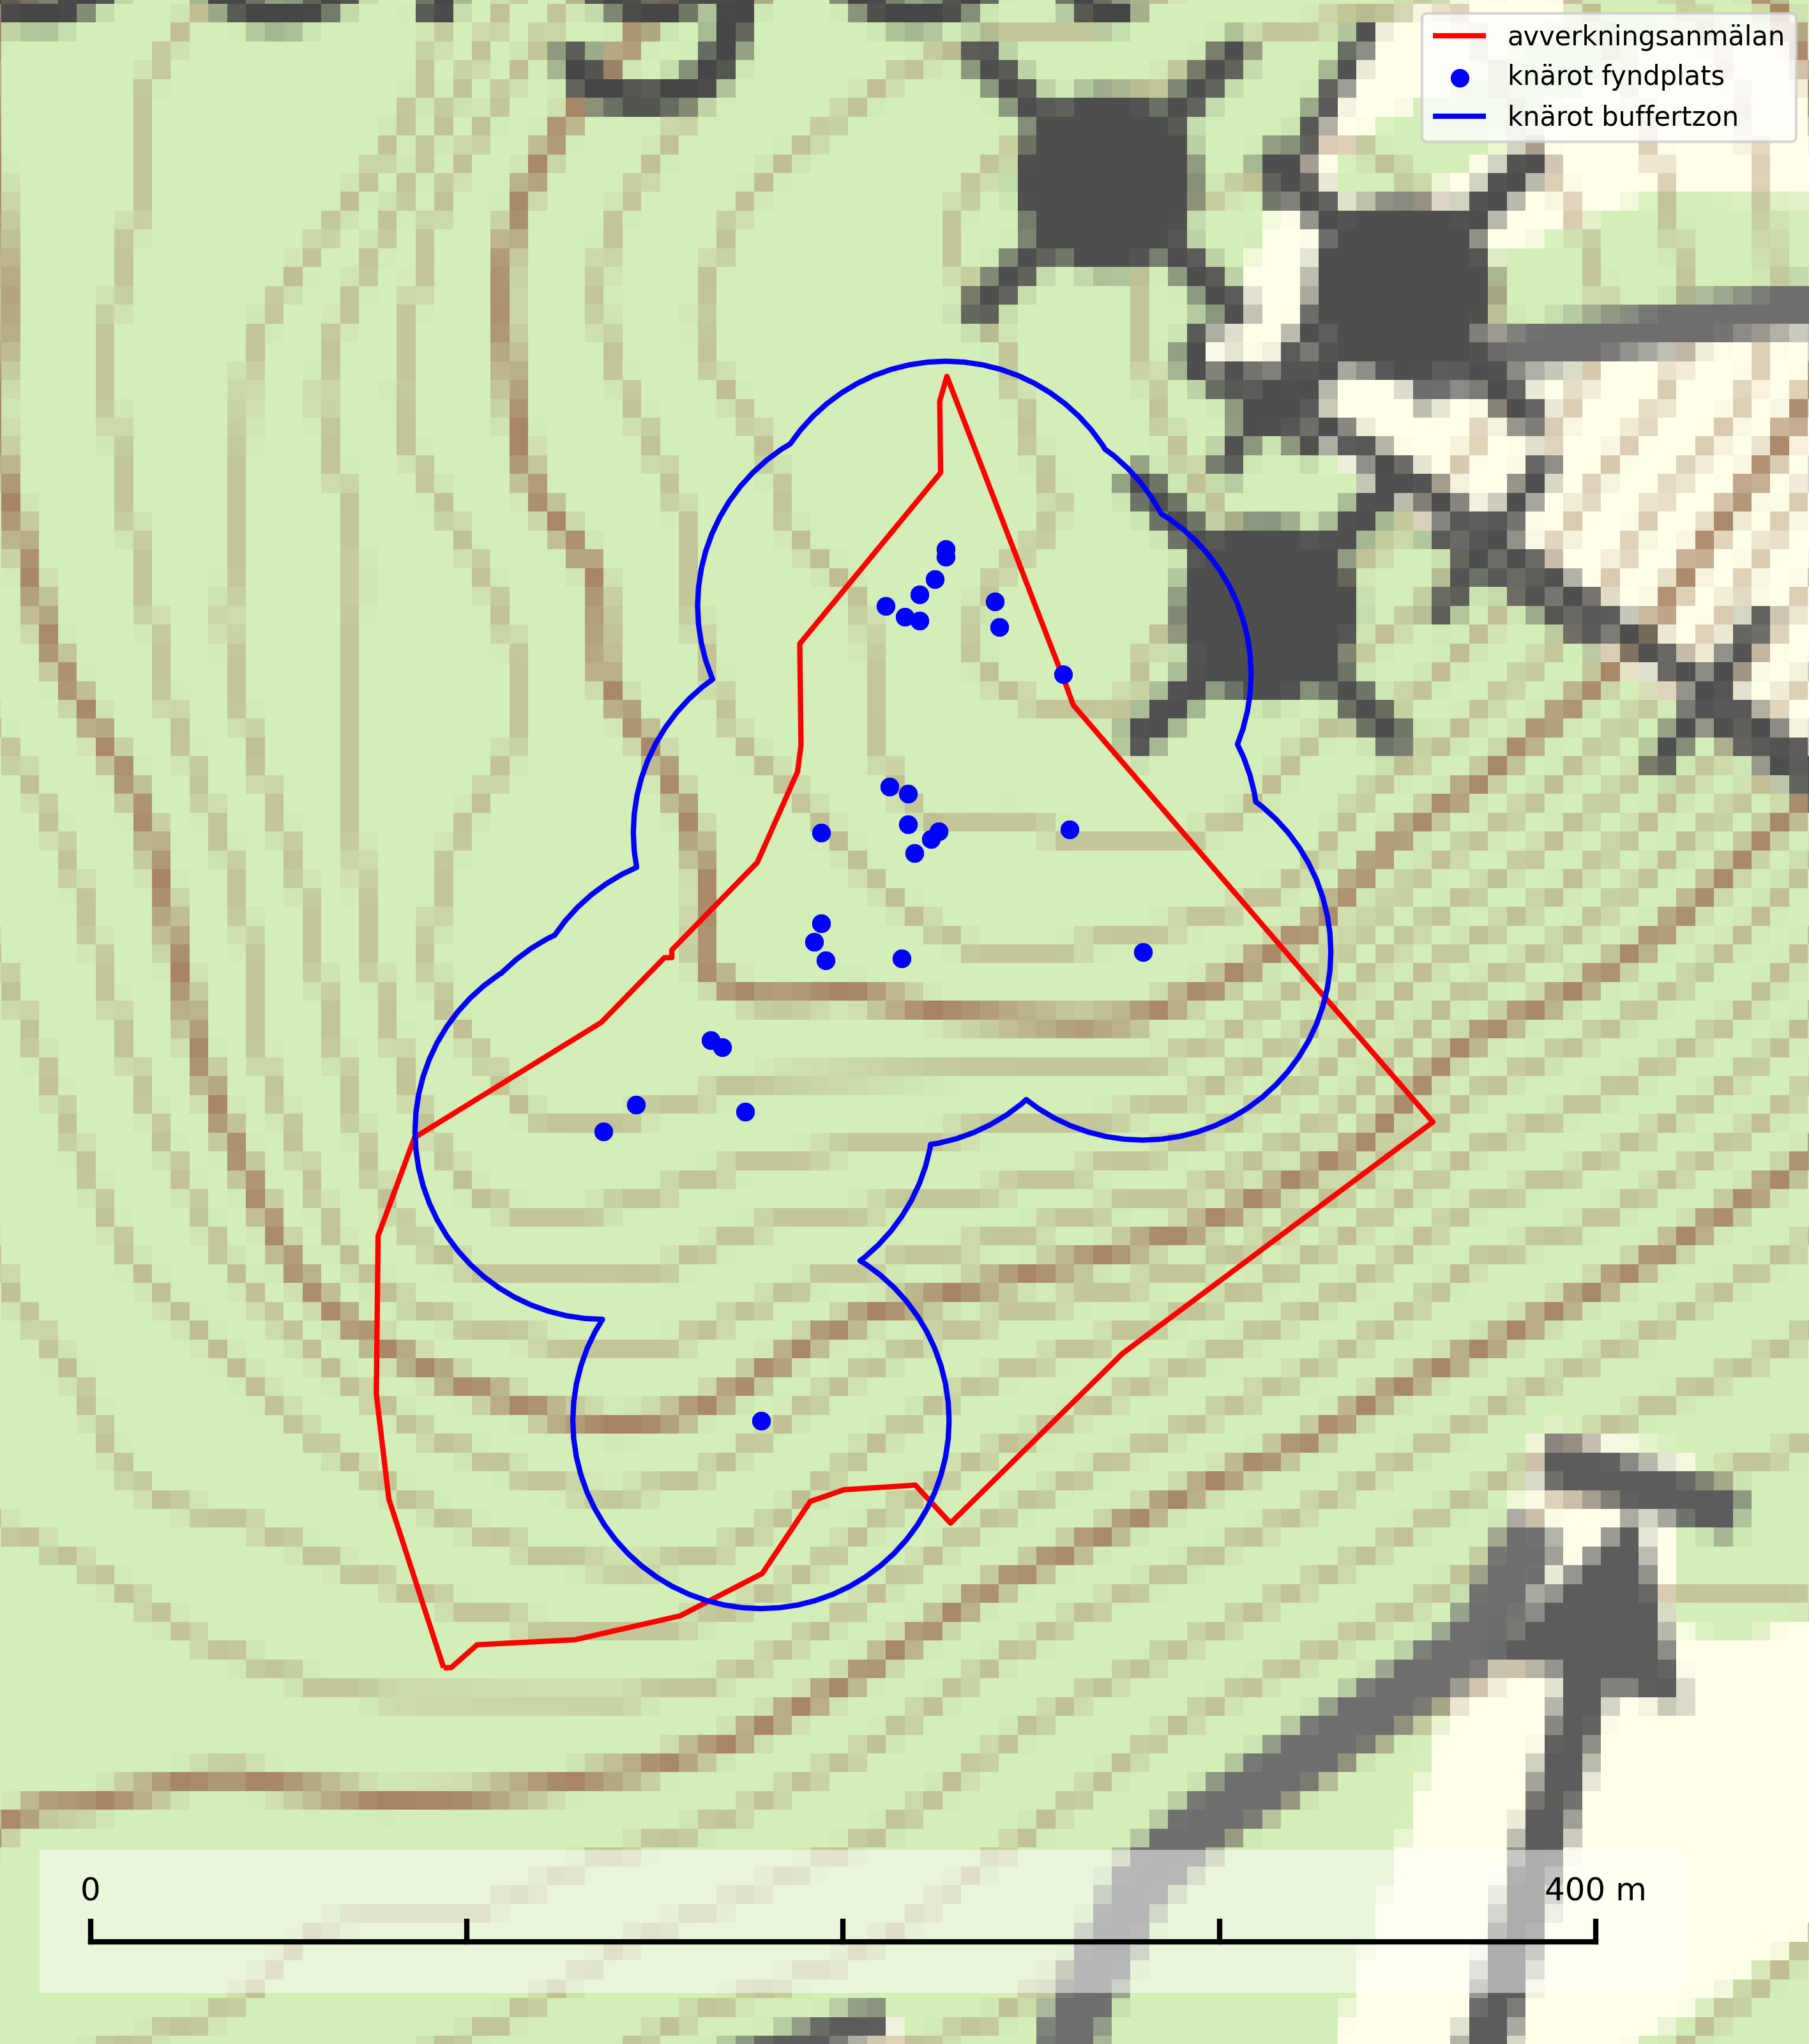 avverkningsanmälan
knärot fyndplats
knärot buffertzon
0
400 m